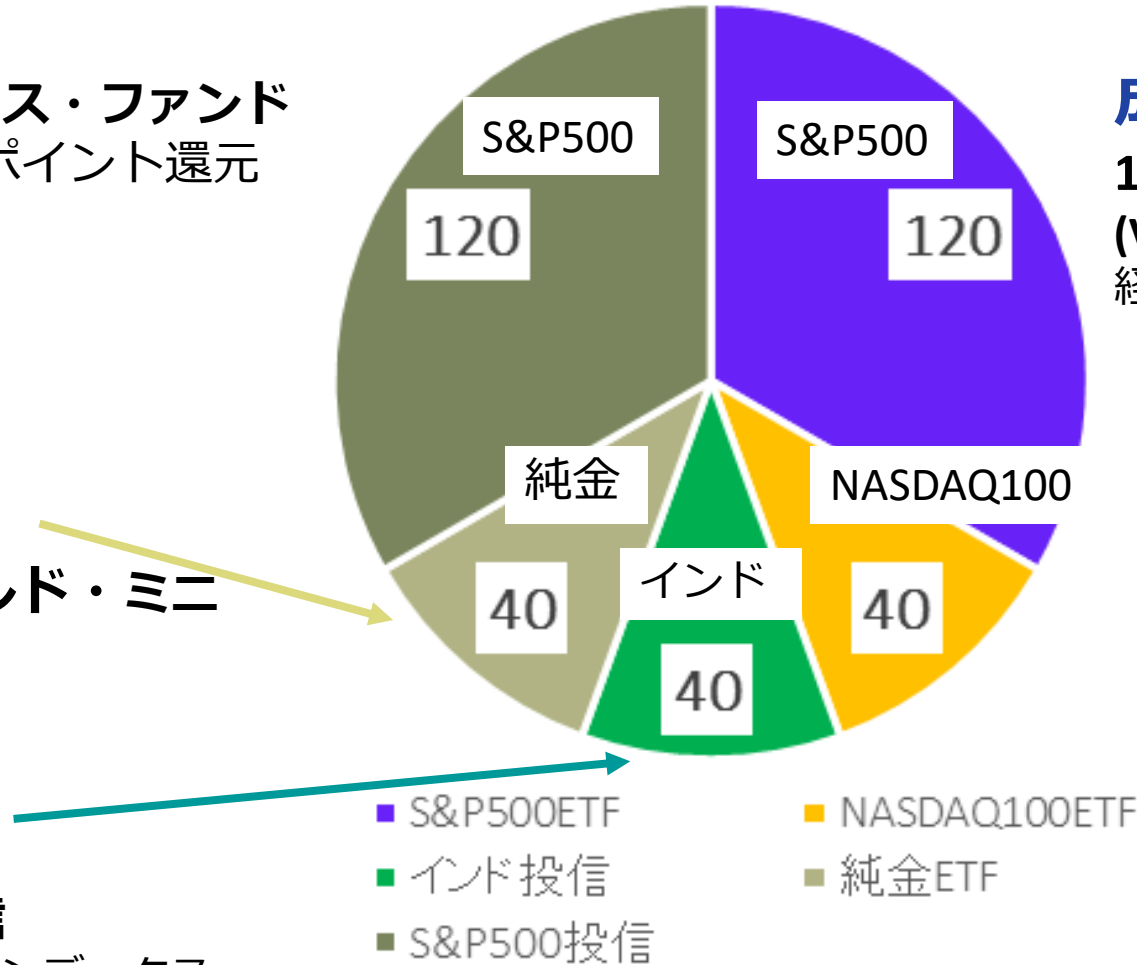 ス・ファンド
ポイント還元
S&P500
120
S&P500
120
1
経
純金
40
NASDAQ100
40
インド
40
ンド・ミニ
S&P500ETF
NASDAQ100ETF
インド投信
純金ETF
S&P500投信